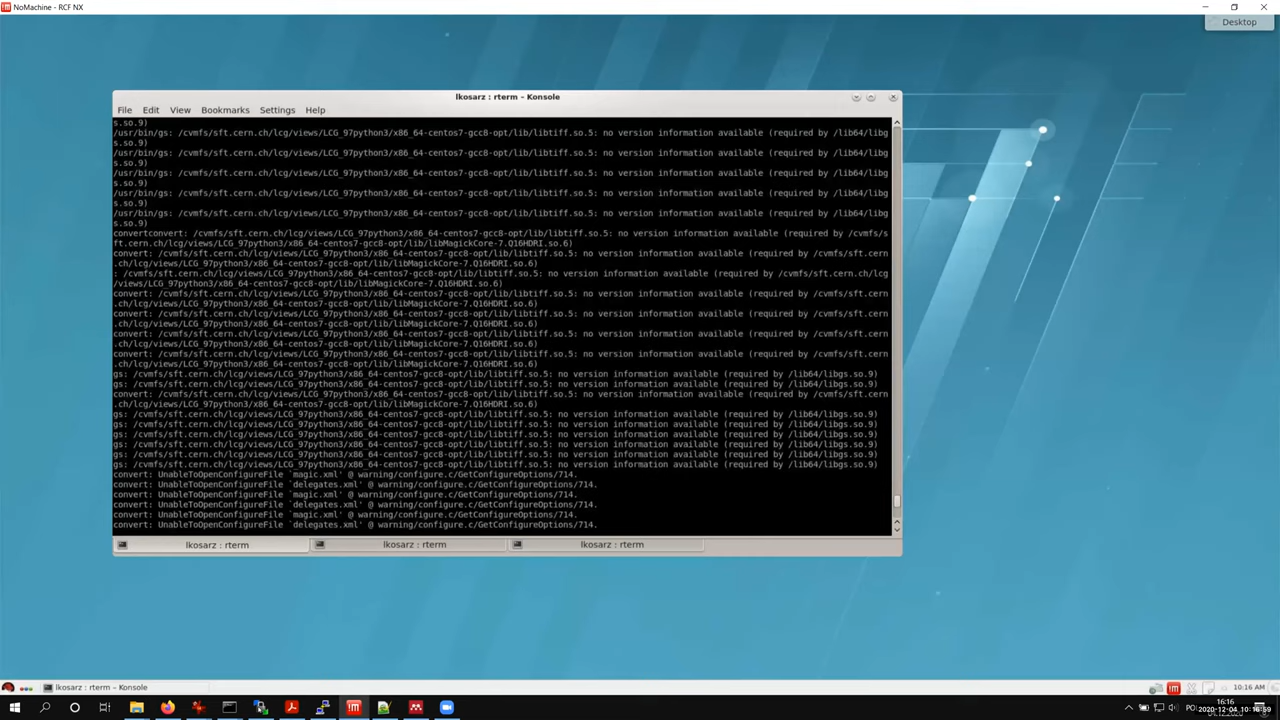 NoMachine - RCF NX
Desktop
lkosarz : rterm – Konsole
File Edit View Bookmarks Settings Help
s.so.9)
/usr/bin/gs: /cvmfs/sft.cern.ch/lcg/views/LCG_97python3/x86_64-centos7-gcc8-opt/lib/libtiff.so.5: no version information available (required by /lib64/libg
s.so.9)
/usr/bin/gs: /cvmfs/sft.cern.ch/lcg/views/LCG_97python3/x86_64-centos7-gcc8-opt/lib/libtiff.so.5: no version information available (required by /lib64/libg
s.so.9)
/usr/bin/gs: /cvmfs/sft.cern.ch/lcg/views/LCG_97python3/x86_64-centos7-gcc8-opt/lib/libtiff.so.5: no version information available (required by /lib64/libg
s.so.9)
/usr/bin/gs: /cvmfs/sft.cern.ch/lcg/views/LCG_97python3/x86_64-centos7-gcc8-opt/lib/libtiff.so.5: no version information available (required by /lib64/libg
s.so.9)
/usr/bin/gs: /cvmfs/sft.cern.ch/lcg/views/LCG_97python3/x86_64-centos7-gcc8-opt/lib/libtiff.so.5: no version information available (required by /lib64/libg
s.so.9)
convertconvert: /cvmfs/sft.cern.ch/lcg/views/LCG_97python3/x86_64-centos7-gcc8-opt/lib/libtiff.so.5: no version information available (required by /cvmfs/s
ft.cern.ch/lcg/views/LCG_97python3/x86_64-centos7-gcc8-opt/lib/libMagickCore-7.Q16HDRI.so.6)
convert: /cvmfs/sft.cern.ch/lcg/views/LCG_97python3/x86_64-centos7-gcc8-opt/lib/libtiff.so.5: no version information available (required by /cvmfs/sft.cern
.ch/lcg/views/LCG_97python3/x86_64-centos7-gcc8-opt/lib/libMagickCore-7.Q16HDRI.so.6)
: /cvmfs/sft.cern.ch/lcg/views/LCG_97python3/x86_64-centos7-gcc8-opt/lib/libtiff.so.5: no version information available (required by /cvmfs/sft.cern.ch/lcg
/views/LCG_97python3/x86_64-centos7-gcc8-opt/lib/libMagickCore-7.Q16HDRI.so.6)
convert: /cvmfs/sft.cern.ch/lcg/views/LCG_97python3/x86_64-centos7-gcc8-opt/lib/libtiff.so.5: no version information available (required by /cvmfs/sft.cern
.ch/lcg/views/LCG_97python3/x86_64-centos7-gcc8-opt/lib/libMagickCore-7.Q16HDRI.so.6)
convert: /cvmfs/sft.cern.ch/lcg/views/LCG_97python3/x86_64-centos7-gcc8-opt/lib/libtiff.so.5: no version information available (required by /cvmfs/sft.cern
.ch/lcg/views/LCG_97python3/x86_64-centos7-gcc8-opt/lib/libMagickCore-7.Q16HDRI.so.6)
convert: /cvmfs/sft.cern.ch/lcg/views/LCG_97python3/x86_64-centos7-gcc8-opt/lib/libtiff.so.5: no version information available (required by /cvmfs/sft.cern
.ch/lcg/views/LCG_97python3/x86_64-centos7-gcc8-opt/lib/libMagickCore-7.Q16HDRI.so.6)
convert: /cvmfs/sft.cern.ch/lcg/views/LCG_97python3/x86_64-centos7-gcc8-opt/lib/libtiff.so.5: no version information available (required by /cvmfs/sft.cern
.ch/lcg/views/LCG_97python3/x86_64-centos7-gcc8-opt/lib/libMagickCore-7.Q16HDRI.so.6)
gs: /cvmfs/sft.cern.ch/lcg/views/LCG_97python3/x86_64-centos7-gcc8-opt/lib/libtiff.so.5: no version information available (required by /lib64/libgs.so.9)
gs: /cvmfs/sft.cern.ch/lcg/views/LCG_97python3/x86_64-centos7-gcc8-opt/lib/libtiff.so.5: no version information available (required by /lib64/libgs.so.9)
convert: /cvmfs/sft.cern.ch/lcg/views/LCG_97python3/x86_64-centos7-gcc8-opt/lib/libtiff.so.5: no version information available (required by /cvmfs/sft.cern
.ch/lcg/views/LCG_97python3/x86_64-centos7-gcc8-opt/lib/libMagickCore-7.Q16HDRI.so.6)
gs: /cvmfs/sft.cern.ch/lcg/views/LCG_97python3/x86_64-centos7-gcc8-opt/lib/libtiff.so.5: no version information available (required by /lib64/libgs.so.9)
gs: /cvmfs/sft.cern.ch/lcg/views/LCG_97python3/x86_64-centos7-gcc8-opt/lib/libtiff.so.5: no version information available (required by /lib64/libgs.so.9)
gs: /cvmfs/sft.cern.ch/lcg/views/LCG_97python3/x86_64-centos7-gcc8-opt/lib/libtiff.so.5: no version information available (required by /lib64/libgs.so.9)
gs: /cvmfs/sft.cern.ch/lcg/views/LCG_97python3/x86_64-centos7-gcc8-opt/lib/libtiff.so.5: no version information available (required by /lib64/libgs.so.9)
gs: /cvmfs/sft.cern.ch/lcg/views/LCG_97python3/x86_64-centos7-gcc8-opt/lib/libtiff.so.5: no version information available (required by /lib64/libgs.so.9)
gs: /cvmfs/sft.cern.ch/lcg/views/LCG_97python3/x86_64-centos7-gcc8-opt/lib/libtiff.so.5: no version information available (required by /lib64/libgs.so.9)
convert: UnableToOpenConfigureFile `magic.xml' @ warning/configure.c/GetConfigureOptions/714.
convert: UnableToOpenConfigureFile `delegates.xml' @ warning/configure.c/GetConfigureOptions/714.
convert: UnableToOpenConfigureFile `magic.xml' @ warning/configure.c/GetConfigureOptions/714.
convert: UnableToOpenConfigureFile `delegates.xml' @ warning/configure.c/GetConfigureOptions/714.
convert: UnableToOpenConfigureFile `magic.xml' @ warning/configure.c/GetConfigureOptions/714.
convert: UnableToOpenConfigureFile `delegates.xml' @ warning/configure.c/GetConfigureOptions/714.
lkosarz : rterm lkosarz : rterm lkosarz : rterm
lkosarz : rterm – Konsole
10:16 AM
16:16
2020-12-04 10:16:59